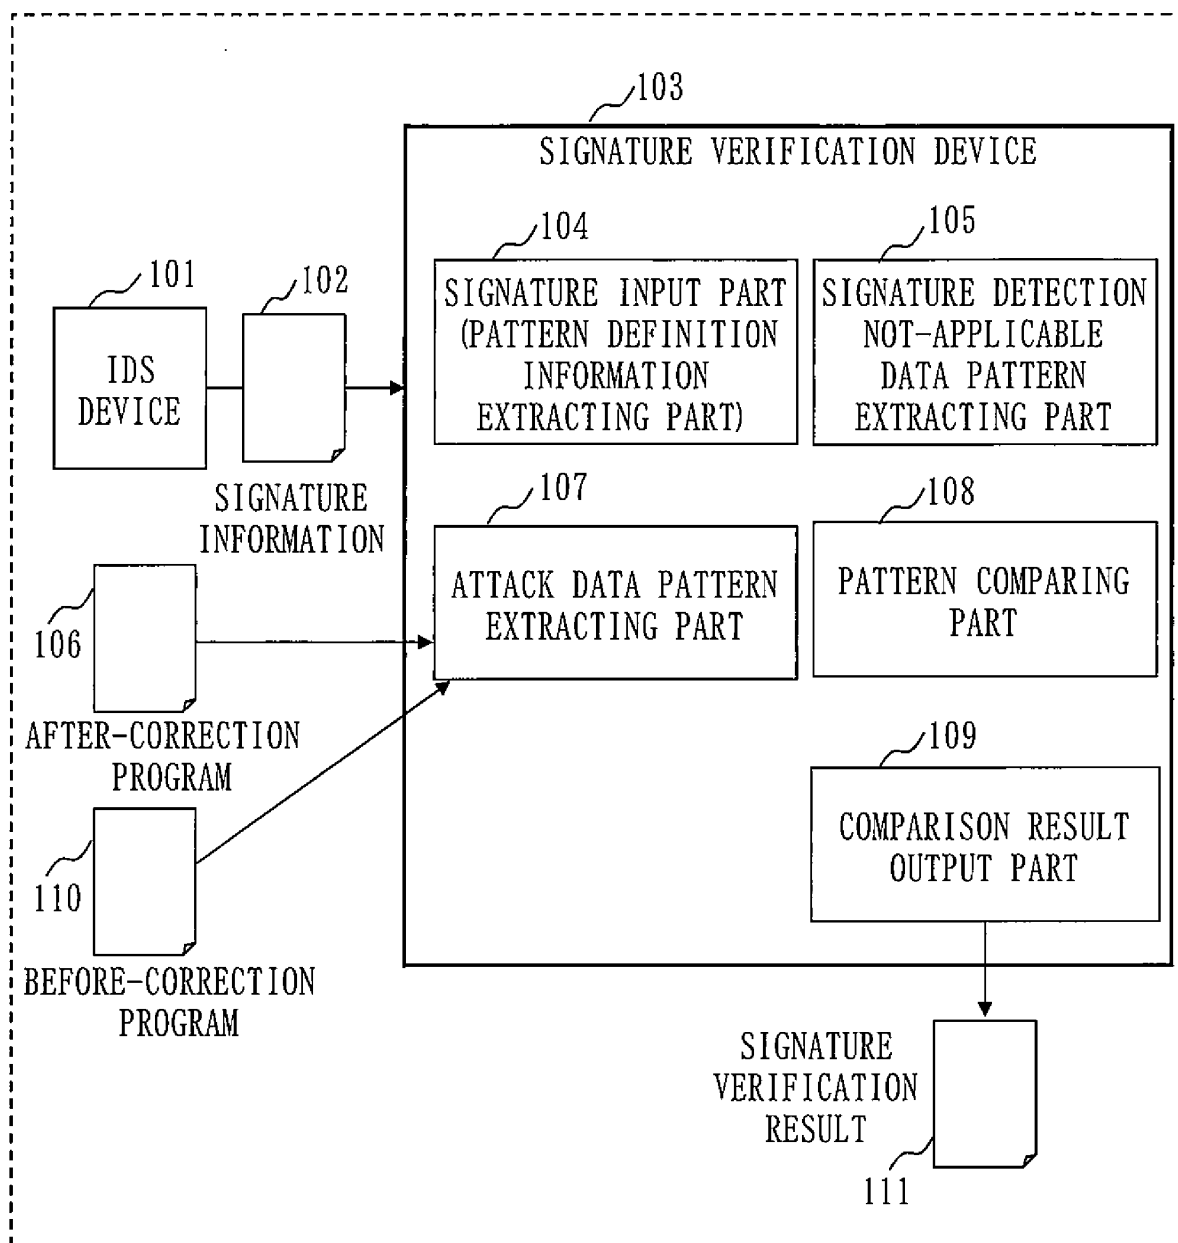 103
SIGNATURE VERIFICATION DEVICE
104
SIGNATURE INPUT PART
(PATTERN DEFINITION
INFORMATION
EXTRACTING PART)
105
SIGNATURE DETECTION
NOT-APPLICABLE
DATA PATTERN
EXTRACTING PART
101
IDS
DEVICE
102
SIGNATURE
INFORMATION
107
ATTACK DATA PATTERN
EXTRACTING PART
108
PATTERN COMPARING
PART
106
AFTER-CORRECTION
PROGRAM
109
COMPARISON RESULT
OUTPUT PART
110
BEFORE-CORRECTION
PROGRAM
SIGNATURE
VERIFICATION
RESULT
111